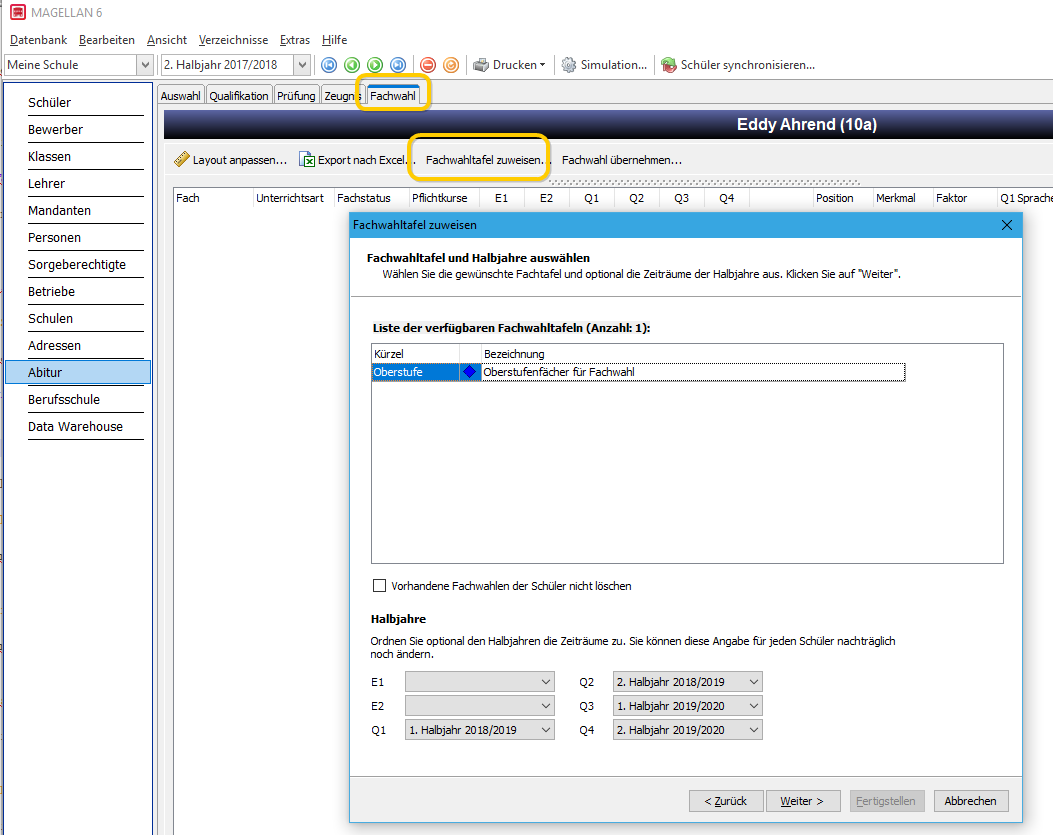 MAGELLAN 6
Datenbank Bearbeiten Ansicht Verzeichnisse Extras Hilfe
Meine Schule 2. Halbjahr 2017/2018 Drucken Simulation... Schüler synchronisieren...
Schüler
Bewerber
Klassen
Lehrer
Mandanten
Personen
Sorgeberechtigte
Betriebe
Schulen
Adressen
Abitur
Berufsschule
Data Warehouse
Auswahl Qualifikation Prüfung Zeugnis Fachwahl
Eddy Ahrend (10a)
Layout anpassen... Export nach Excel... Fachwahltafel zuweisen... Fachwahl übernehmen...
Fach Unterrichtsart Fachstatus Pflichtkurse E1 E2 Q1 Q2 Q3 Q4 Position Merkmal Faktor Q1 Sprache
Fachwahltafel zuweisen
Fachwahltafel und Halbjahre auswählen
Wählen Sie die gewünschte Fachtafel und optional die Zeiträume der Halbjahre aus. Klicken Sie auf "Weiter".
Liste der verfügbaren Fachwahltafeln (Anzahl: 1):
Kürzel Bezeichnung
Oberstufe Oberstufenfächer für Fachwahl
Vorhandene Fachwahlen der Schüler nicht löschen
Halbjahre
Ordnen Sie optional den Halbjahren die Zeiträume zu. Sie können diese Angabe für jeden Schüler nachträglich
noch ändern.
E1 Q2 2. Halbjahr 2018/2019
E2 Q3 1. Halbjahr 2019/2020
Q1 1. Halbjahr 2018/2019 Q4 2. Halbjahr 2019/2020
< Zurück Weiter > Fertigstellen Abbrechen